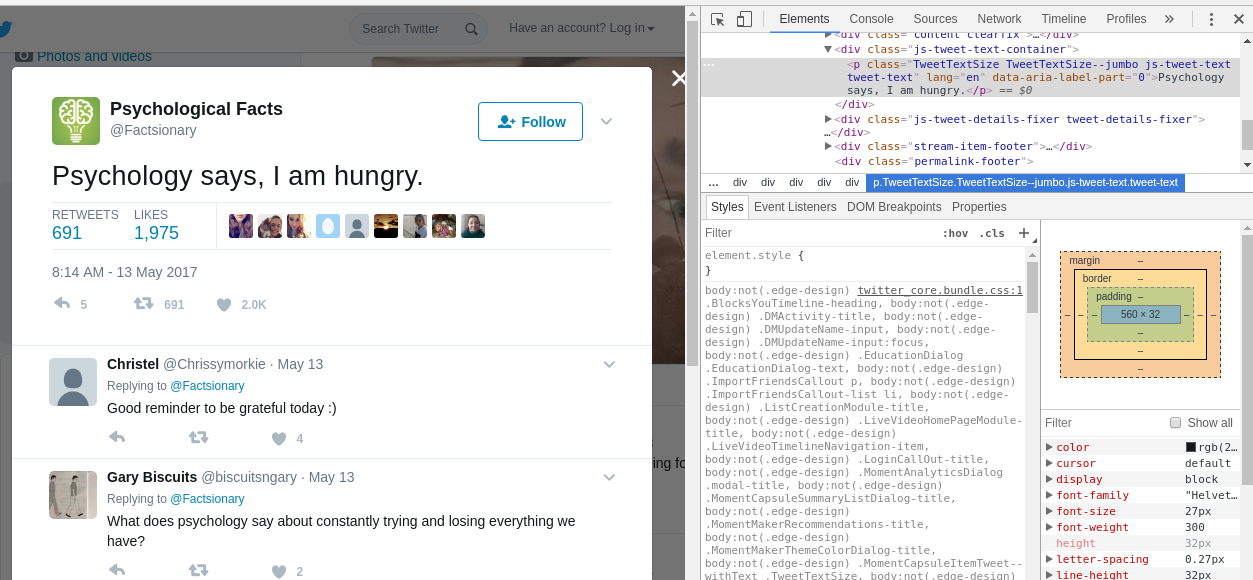 Search Twitter
Have an account? Log in
Photos and videos
Psychological Facts
@Factsionary
Follow
Psychology says, I am hungry.
RETWEETS LIKES
691 1,975
8:14 AM - 13 May 2017
5 691 2.0K
Christel @Chrissymorkie · May 13
Replying to @Factsionary
Good reminder to be grateful today :)
4
Gary Biscuits @biscuitsngary · May 13
Replying to @Factsionary
What does psychology say about constantly trying and losing everything we
have?
2
ing fo
Elements Console Sources Network Timeline Profiles »
<div class="content clearfix">…</div>
<div class="js-tweet-text-container">
<p class="TweetTextSize TweetTextSize--jumbo js-tweet-text
tweet-text" lang="en" data-aria-label-part="0">Psychology
says, I am hungry.</p> == $0
</div>
<div class="js-tweet-details-fixer tweet-details-fixer">
…</div>
<div class="stream-item-footer">…</div>
<div class="permalink-footer">
... div div div div div p.TweetTextSize.TweetTextSize--jumbo.js-tweet-text.tweet-text
Styles Event Listeners DOM Breakpoints Properties
Filter :hov .cls +
element.style {
}
body:not(.edge-design) twitter_core.bundle.css:1
.BlocksYouTimeline-heading, body:not(.edge-
design) .DMActivity-title, body:not(.edge-
design) .DMUpdateName-input, body:not(.edge-
design) .DMUpdateName-input:focus,
body:not(.edge-design) .EducationDialog
.EducationDialog-text, body:not(.edge-design)
.ImportFriendsCallout p, body:not(.edge-design)
.ImportFriendsCallout-list li, body:not(.edge-
design) .ListCreationModule-title,
body:not(.edge-design) .LiveVideoHomePageModule-
title, body:not(.edge-design)
.LiveVideoTimelineNavigation-item,
body:not(.edge-design) .LoginCallOut-title,
body:not(.edge-design) .MomentAnalyticsDialog
.modal-title, body:not(.edge-design)
.MomentCapsuleSummaryListDialog-title,
body:not(.edge-design)
.MomentMakerRecommendations-title,
body:not(.edge-design)
.MomentMakerThemeColorDialog-title,
body:not(.edge-design) .MomentCapsuleItemTweet--
withText .TweetTextSize, body:not(.edge-design)
margin –
border –
padding –
– – – 560 × 32 – – –
–
–
–
Filter Show all
color rgb(2…
cursor default
display block
font-family "Helvet…
font-size 27px
font-weight 300
height 32px
letter-spacing 0.27px
line-height 32px